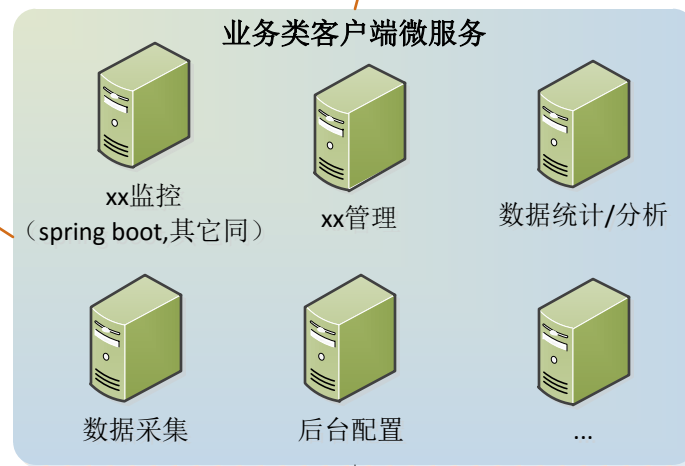 业务类客户端微服务
xx监控
（spring boot,其它同）
xx管理
数据统计/分析
数据采集
后台配置
...